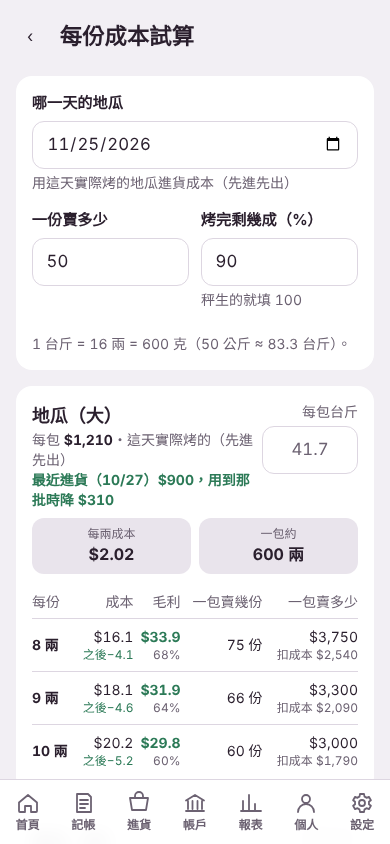 ‹ 每份成本試算
哪一天的地瓜
11/25/2026
用這天實際烤的地瓜進貨成本（先進先出）
一份賣多少 烤完剩幾成（%）
50 90
秤生的就填 100
1 台斤 = 16 兩 = 600 克（50 公斤 ≈ 83.3 台斤）。
地瓜（大） 每包台斤
每包 $1,210・這天實際烤的（先進
先出） 41.7
最近進貨（10/27）$900，用到那
批時降 $310
每兩成本 一包約
$2.02 600 兩
每份 成本 毛利 一包賣幾份 一包賣多少
8 兩 $16.1 $33.9 75 份 $3,750
之後−4.1 68% 扣成本 $2,540
9 兩 $18.1 $31.9 66 份 $3,300
之後−4.6 64% 扣成本 $2,090
10 兩 $20.2 $29.8 60 份 $3,000
之後−5.2 60% 扣成本 $1,790
首頁 記帳 進貨 帳戶 報表 個人 設定